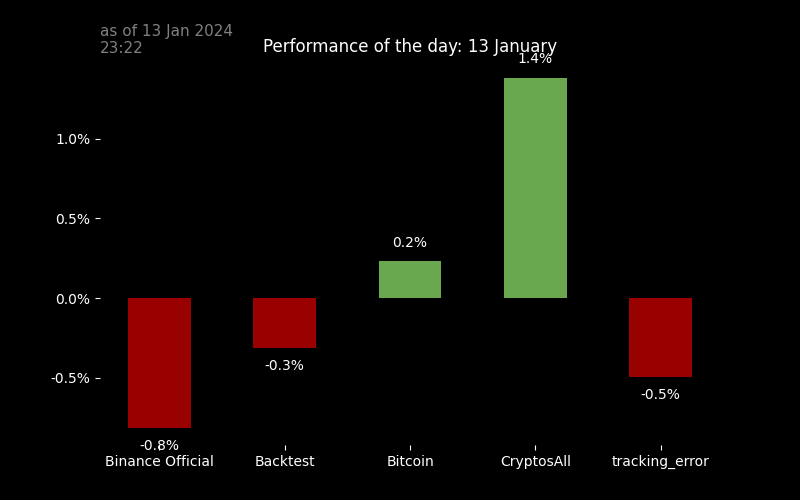 as of 13 Jan 2024
23:22
Performance of the day: 13 January
1.4%
1.0%
0.5%
0.2%
0.0%
-0.3%
-0.5%
-0.5%
-0.8%
Binance Official
Backtest
Bitcoin
CryptosAll
tracking_error